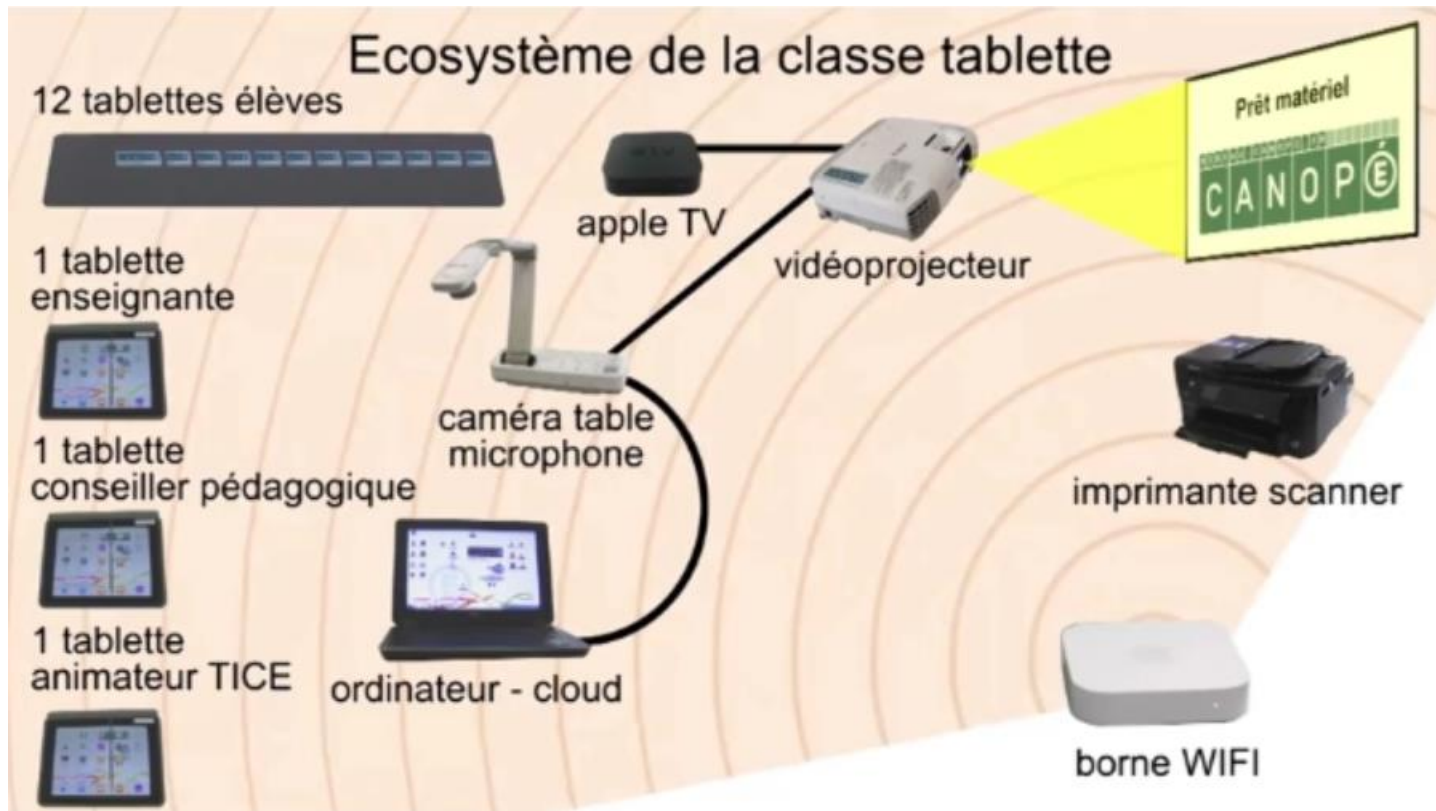 Ecosystème de la classe tablette
12 tablettes élèves
apple TV
vidéoprojecteur
Prêt matériel
CANOPÉ
1 tablette
enseignante
caméra table
microphone
imprimante scanner
1 tablette
conseiller pédagogique
1 tablette
animateur TICE
ordinateur - cloud
borne WIFI